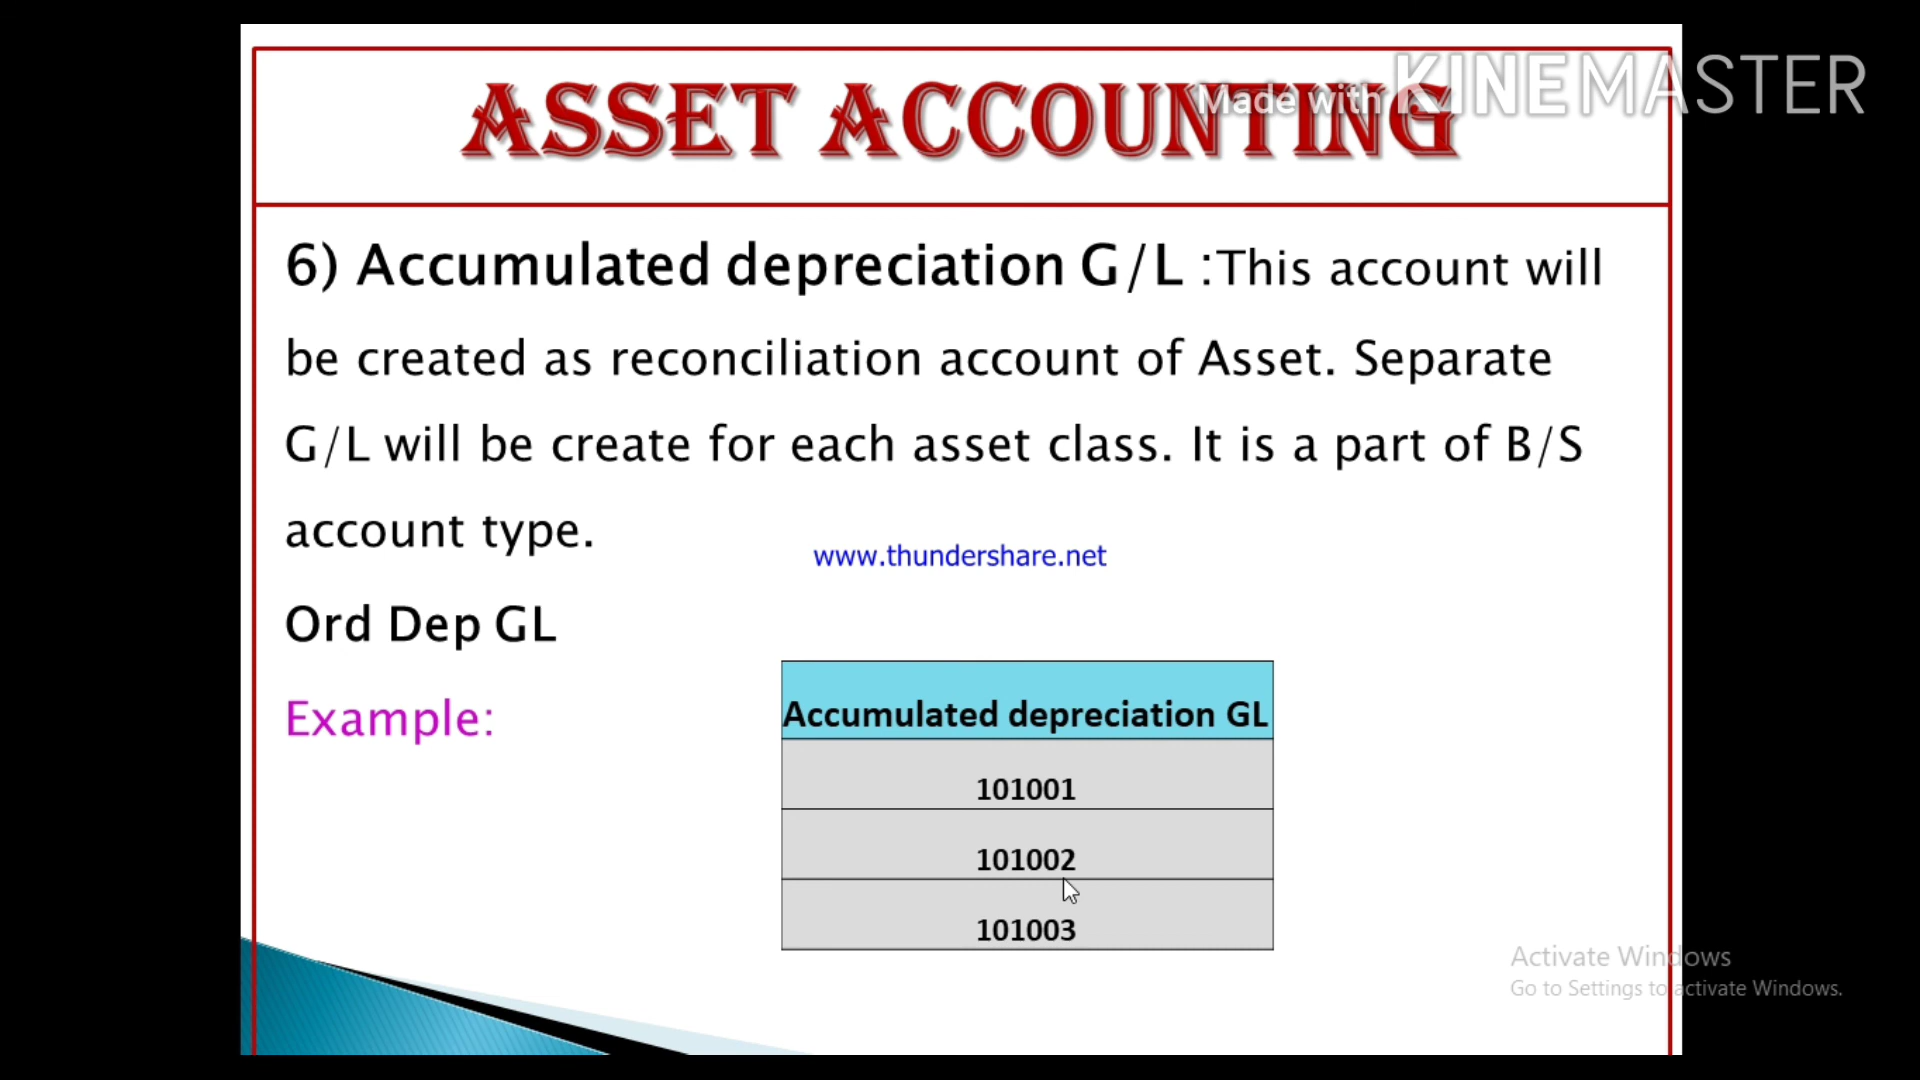 ASSET ACCOUNTING
Made with KINEMASTER
6) Accumulated depreciation G/L :This account will
be created as reconciliation account of Asset. Separate
G/L will be create for each asset class. It is a part of B/S
account type.
www.thundershare.net
Ord Dep GL
Example:
Accumulated depreciation GL
101001
101002
101003
Activate Windows
Go to Settings to activate Windows.